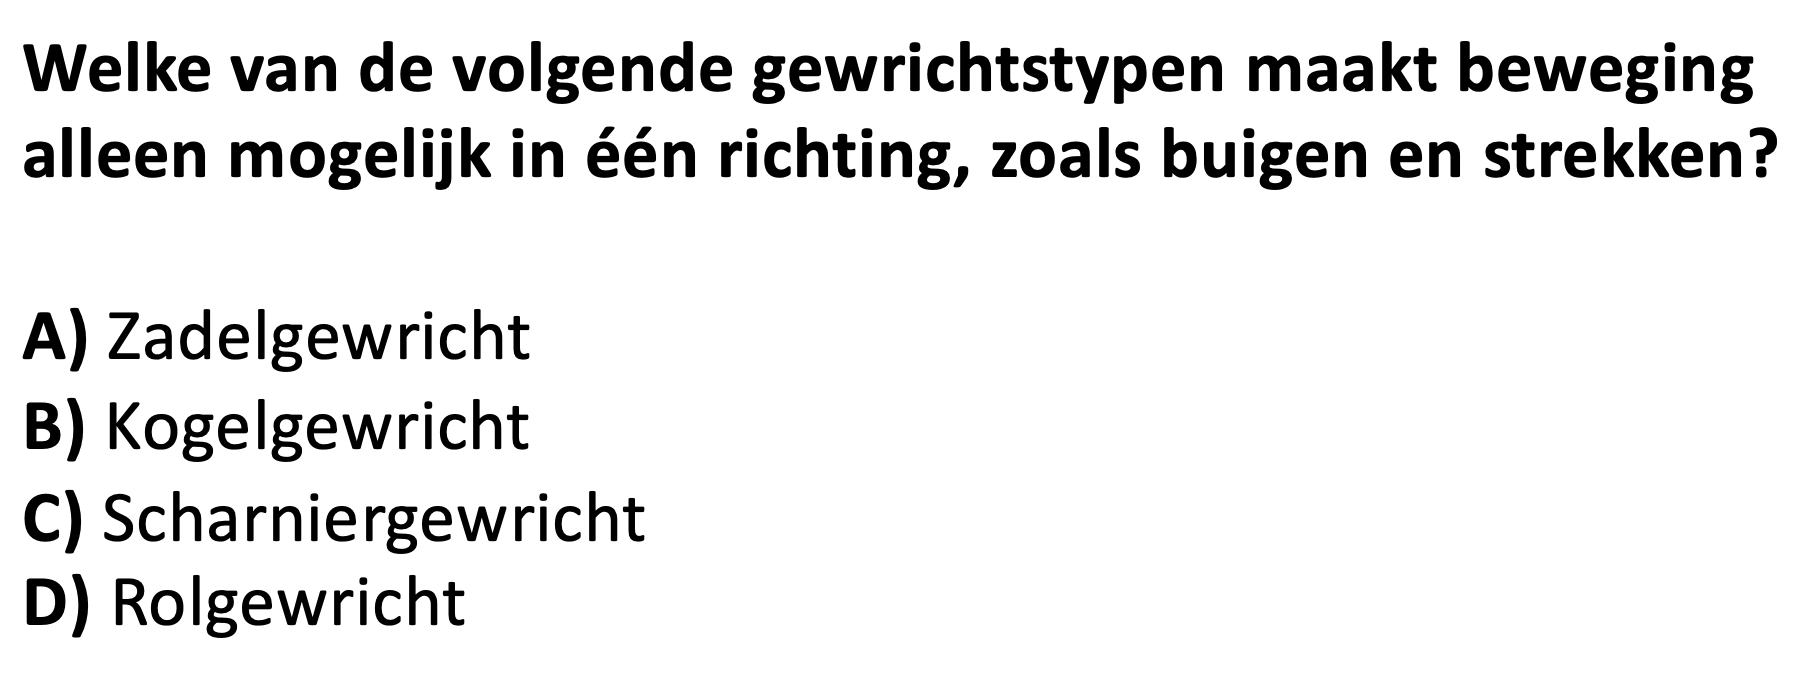 Welke van de volgende gewrichtstypen maakt beweging
alleen mogelijk in één richting, zoals buigen en strekken?
A) Zadelgewricht
B) Kogelgewricht
C) Scharniergewricht
D) Rolgewricht